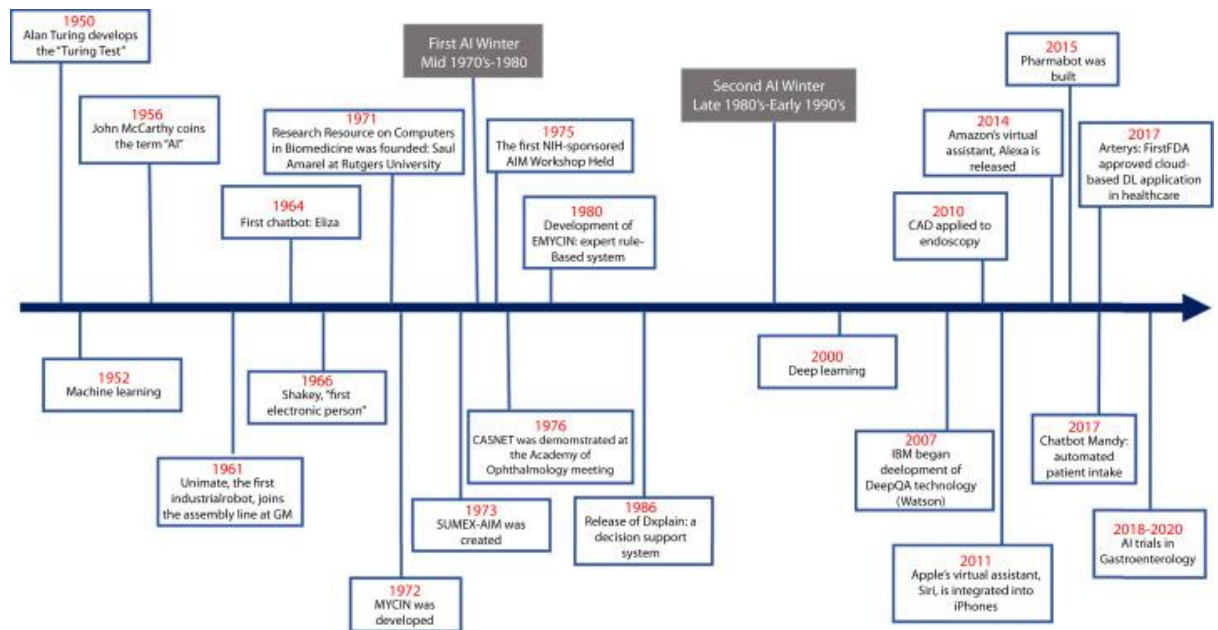 1950
Alan Turing develops
the “Turing Test”
1956
John McCarthy coins
the term “AI”
1964
First chatbot: Eliza
1971
Research Resource on Computers
in Biomedicine was founded: Saul
Amarel at Rutgers University
First AI Winter
Mid 1970's-1980
1975
The first NIH-sponsored
AIM Workshop Held
1980
Development of
EMYCIN: expert rule-
Based system
Second AI Winter
Late 1980's-Early 1990's
2010
CAD applied to
endoscopy
2014
Amazon's virtual
assistant, Alexa is
released
2015
Pharmabot was
built
2017
Arterys: FirstFDA
approved cloud-
based DL application
in healthcare
1952
Machine learning
1961
Unimate, the first
industrialrobot, joins
the assembly line at GM
1966
Shakey, “first
electronic person”
1972
MYCIN was
developed
1973
SUMEX-AIM was
created
1976
CASNET was demomstrated at
the Academy of
Ophthalmology meeting
1986
Release of Dxplain: a
decision support
system
2000
Deep learning
2007
IBM began
deelopment of
DeepQA technology
(Watson)
2011
Apple's virtual assistant,
Siri, is integrated into
iPhones
2017
Chatbot Mandy:
automated
patient intake
2018-2020
AI trials in
Gastroenterology